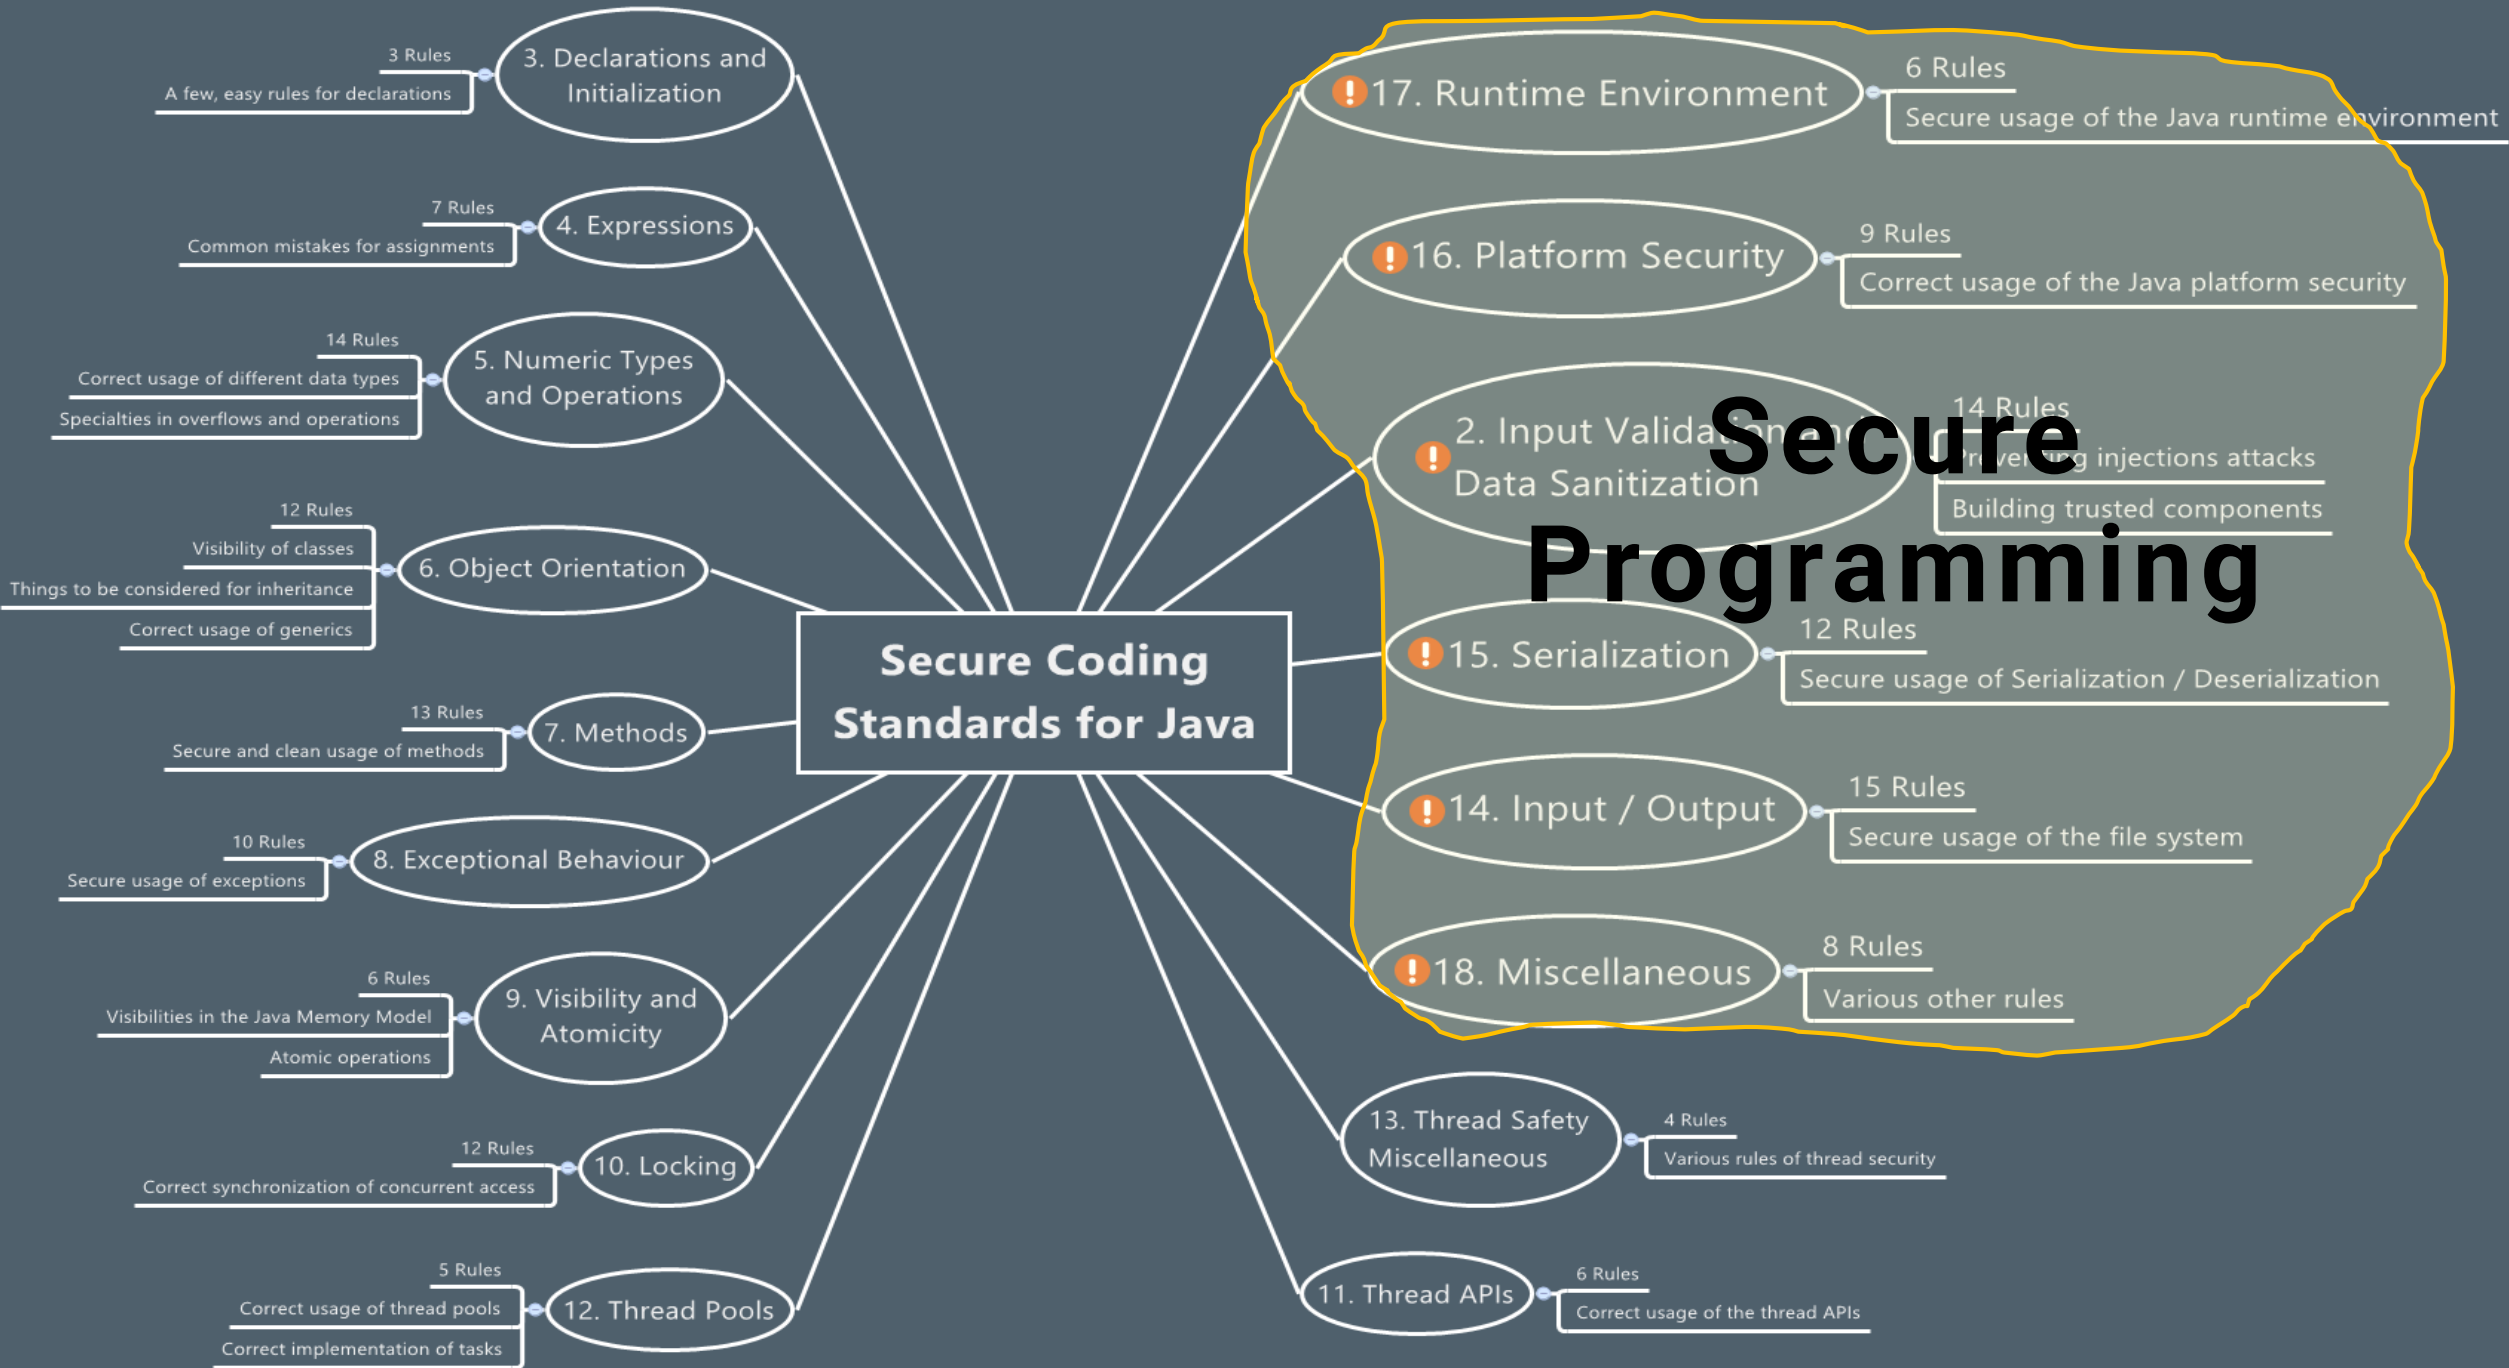 3 Rules
A few, easy rules for declarations
3. Declarations and
Initialization
7 Rules
Common mistakes for assignments
4. Expressions
14 Rules
Correct usage of different data types
Specialties in overflows and operations
5. Numeric Types
and Operations
12 Rules
Visibility of classes
Things to be considered for inheritance
Correct usage of generics
6. Object Orientation
13 Rules
Secure and clean usage of methods
7. Methods
10 Rules
Secure usage of exceptions
8. Exceptional Behaviour
6 Rules
Visibilities in the Java Memory Model
Atomic operations
9. Visibility and
Atomicity
12 Rules
Correct synchronization of concurrent access
10. Locking
5 Rules
Correct usage of thread pools
Correct implementation of tasks
12. Thread Pools
Secure Coding
Standards for Java
17. Runtime Environment
6 Rules
Secure usage of the Java runtime environment
16. Platform Security
9 Rules
Correct usage of the Java platform security
2. Input Validation and
Data Sanitization
14 Rules
Preventing injections attacks
Building trusted components
Secure
Programming
15. Serialization
12 Rules
Secure usage of Serialization / Deserialization
14. Input / Output
15 Rules
Secure usage of the file system
18. Miscellaneous
8 Rules
Various other rules
13. Thread Safety
Miscellaneous
4 Rules
Various rules of thread security
11. Thread APIs
6 Rules
Correct usage of the thread APIs